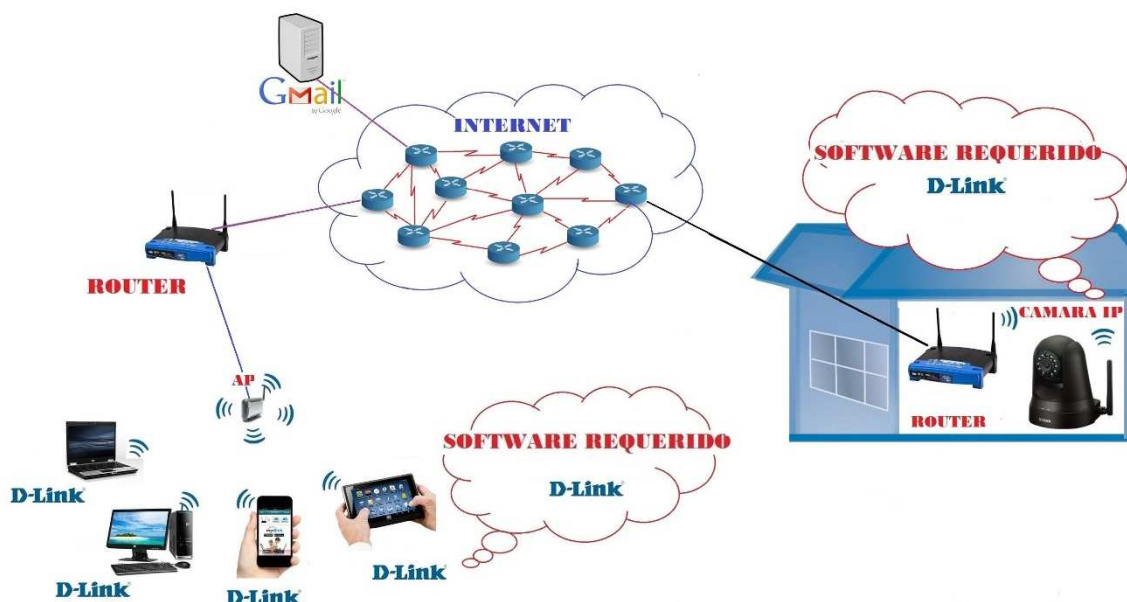 Gmail
by Google
INTERNET
SOFTWARE REQUERIDO
D-Link
ROUTER
CAMARA IP
ROUTER
AP
SOFTWARE REQUERIDO
D-Link
D-Link
D-Link
D-Link
D-Link